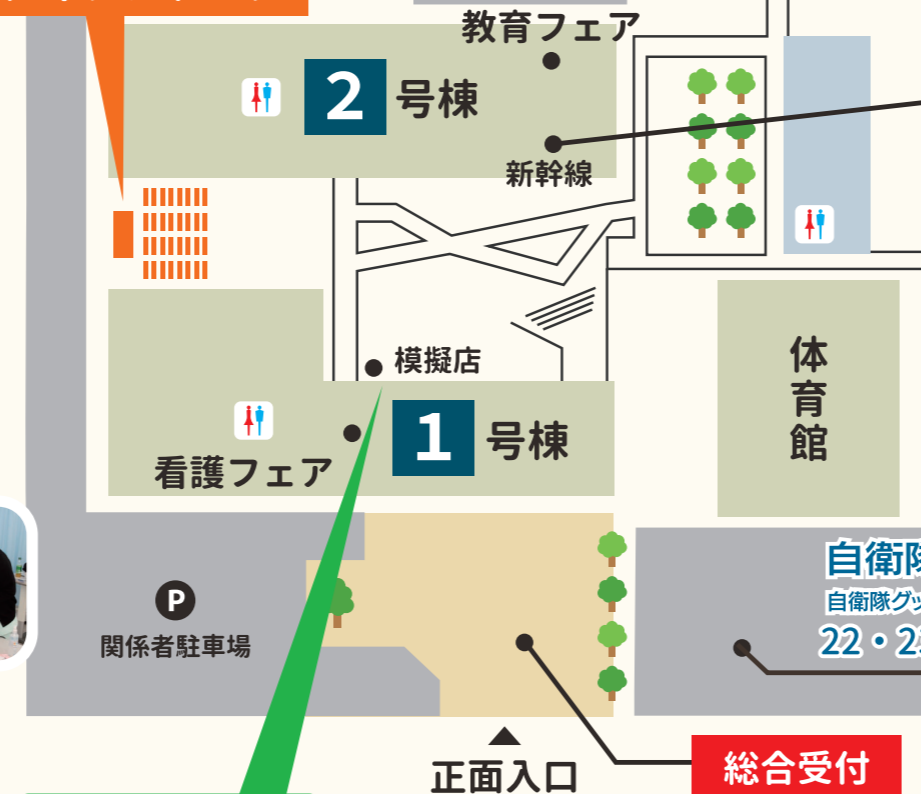 教育フェア
2号棟
新幹線
模擬店
1号棟
看護フェア
体育館
P
関係者駐車場
自衛隊
自衛隊グッ
22・2
正面入口
総合受付